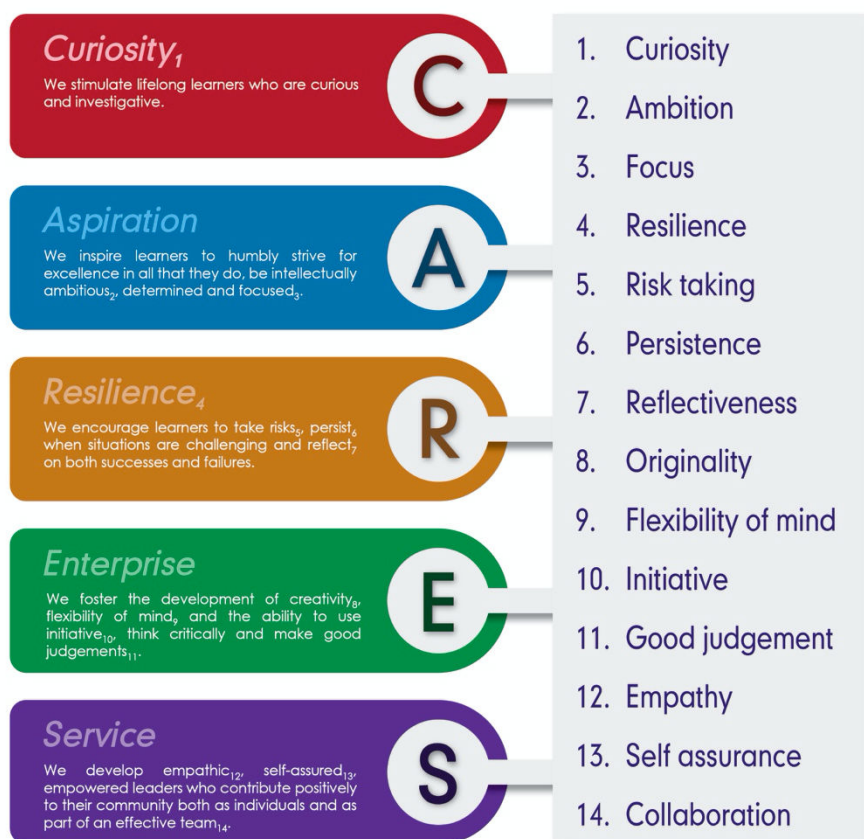 Curiosity₁
We stimulate lifelong learners who are curious
and investigative.
C
Aspiration
We inspire learners to humbly strive for
excellence in all that they do, be intellectually
ambitious₂, determined and focused₃.
A
Resilience₄
We encourage learners to take risks₅, persist₆
when situations are challenging and reflect₇
on both successes and failures.
R
Enterprise
We foster the development of creativity₈,
flexibility of mind₉ and the ability to use
initiative₁₀, think critically and make good
judgements₁₁.
E
Service
We develop empathic₁₂, self-assured₁₃,
empowered leaders who contribute positively
to their community both as individuals and as
part of an effective team₁₄.
S
1. Curiosity
2. Ambition
3. Focus
4. Resilience
5. Risk taking
6. Persistence
7. Reflectiveness
8. Originality
9. Flexibility of mind
10. Initiative
11. Good judgement
12. Empathy
13. Self assurance
14. Collaboration